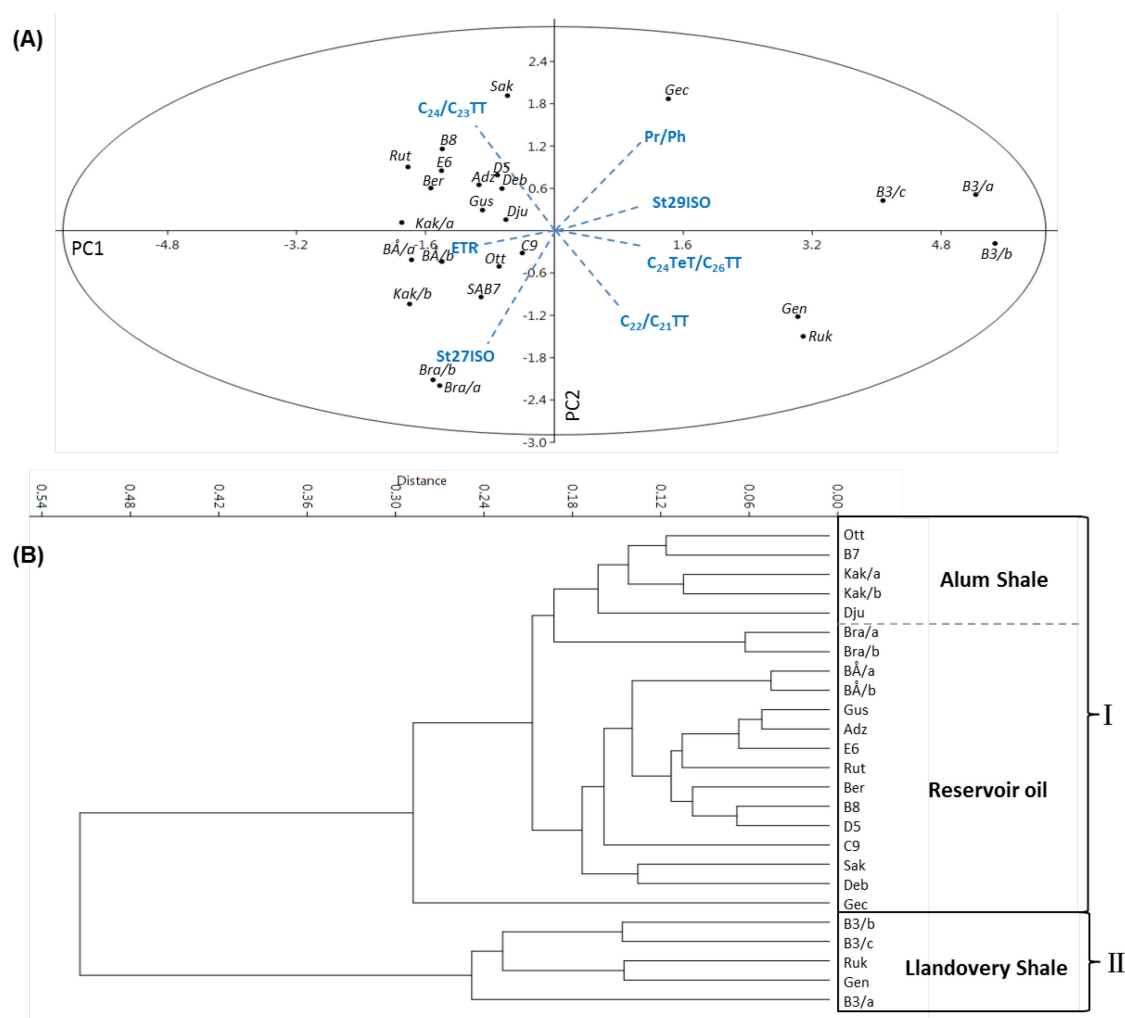 (A)
2.4
1.8
1.2
0.6
-0.6
-1.2
-1.8
-2.4
-3.0
-4.8
-3.2
-1.6
1.6
3.2
4.8
PC1
PC2
Sak
Gec
C24/C23TT
Pr/Ph
B8
Rut
E6
D5
Ber
Adz
Deb
St29ISO
B3/c
B3/a
Gus
Dju
Kak/a
ETR
C9
BÅ/a
BÅ/b
Ott
B3/b
C24TeT/C26TT
Kak/b
SAB7
C22/C21TT
Gen
Ruk
St27ISO
Bra/b
Bra/a
(B)
Distance
0.54
0.48
0.42
0.36
0.30
0.24
0.18
0.12
0.06
0.00
Ott
B7
Kak/a
Kak/b
Dju
Alum Shale
Bra/a
Bra/b
BÅ/a
BÅ/b
Gus
Adz
E6
Rut
Ber
B8
D5
C9
Sak
Deb
Gec
Reservoir oil
I
B3/b
B3/c
Ruk
Gen
B3/a
Llandovery Shale
II